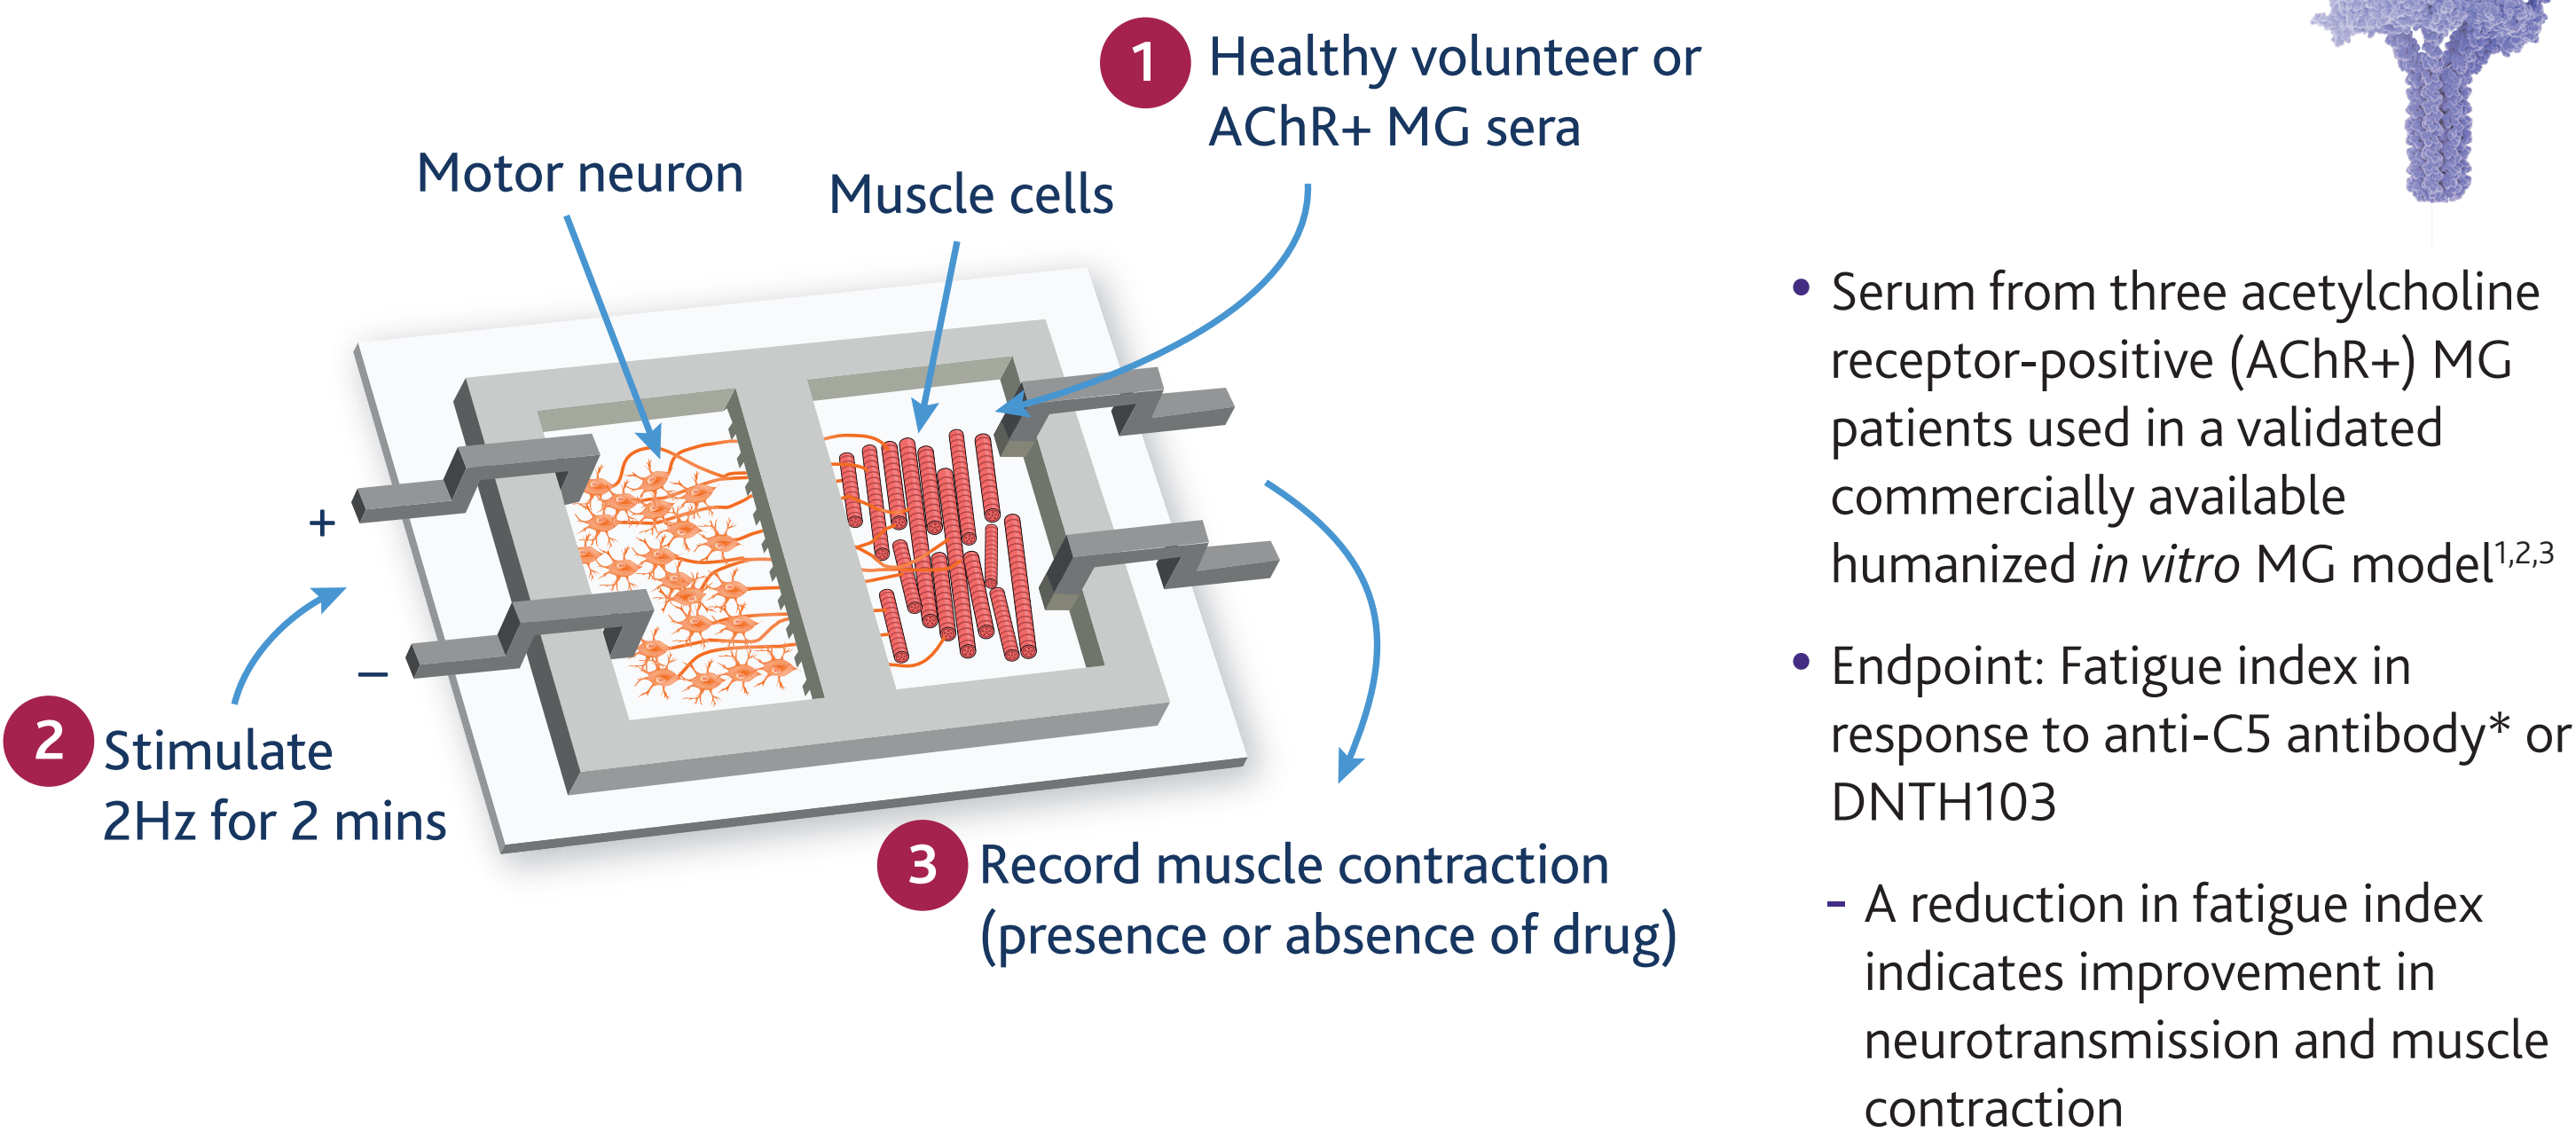 1 Healthy volunteer or
AChR+ MG sera
Motor neuron
Muscle cells
+
–
2 Stimulate
2Hz for 2 mins
3 Record muscle contraction
(presence or absence of drug)
• Serum from three acetylcholine
receptor-positive (AChR+) MG
patients used in a validated
commercially available
humanized in vitro MG model1,2,3
• Endpoint: Fatigue index in
response to anti-C5 antibody* or
DNTH103
- A reduction in fatigue index
indicates improvement in
neurotransmission and muscle
contraction